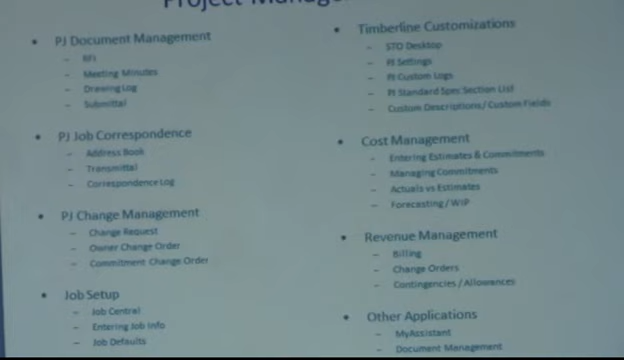 Project Manage
• PJ Document Management
– RFI
– Meeting Minutes
– Drawing Log
– Submittal
• PJ Job Correspondence
– Address Book
– Transmittal
– Correspondence Log
• PJ Change Management
– Change Request
– Owner Change Order
– Commitment Change Order
• Job Setup
– Job Central
– Entering Job Info
– Job Defaults
• Timberline Customizations
– STO Desktop
– PJ Settings
– PJ Custom Logs
– PJ Standard Spec Section List
– Custom Descriptions / Custom Fields
• Cost Management
– Entering Estimates & Commitments
– Managing Commitments
– Actuals vs Estimates
– Forecasting / WIP
• Revenue Management
– Billing
– Change Orders
– Contingencies / Allowances
• Other Applications
– MyAssistant
– Document Management